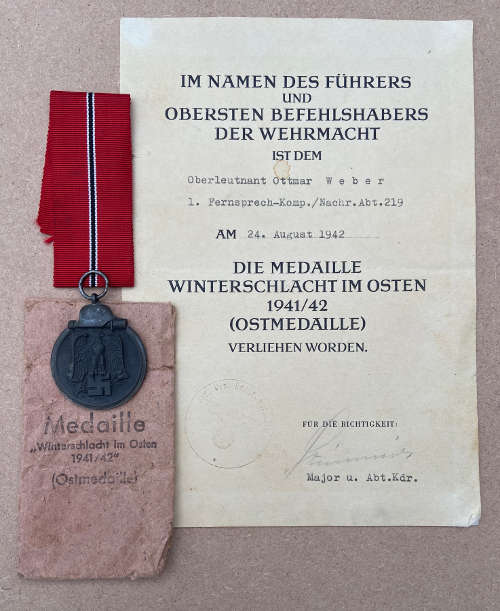 IM NAMEN DES FÜHRERS
UND
OBERSTEN BEFEHLSHABERS
DER WEHRMACHT
IST DEM
Oberleutnant Ottmar W e b e r
1. Fernsprech-Komp./Nachr.Abt.219
AM 24. August 1942
DIE MEDAILLE
WINTERSCHLACHT IM OSTEN
1941/42
(OSTMEDAILLE)
VERLIEHEN WORDEN.
FÜR DIE RICHTIGKEIT:
Major u. Abt.Kdr.
Medaille
„Winterschlacht im Osten
1941/42"
(Ostmedaille)